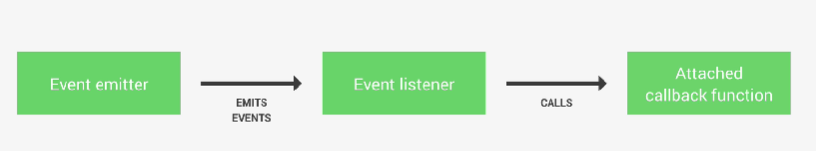 Event emitter
EMITS
EVENTS
Event listener
CALLS
Attached
callback function